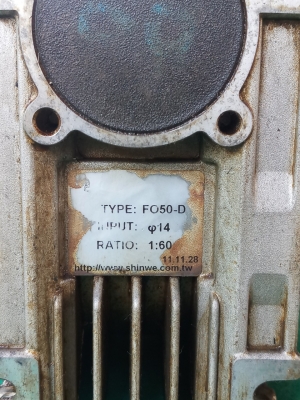 TYPE: FO50-D
INPUT: φ14
RATIO: 1:60
11.11.28
http://www.shinwe.com.tw